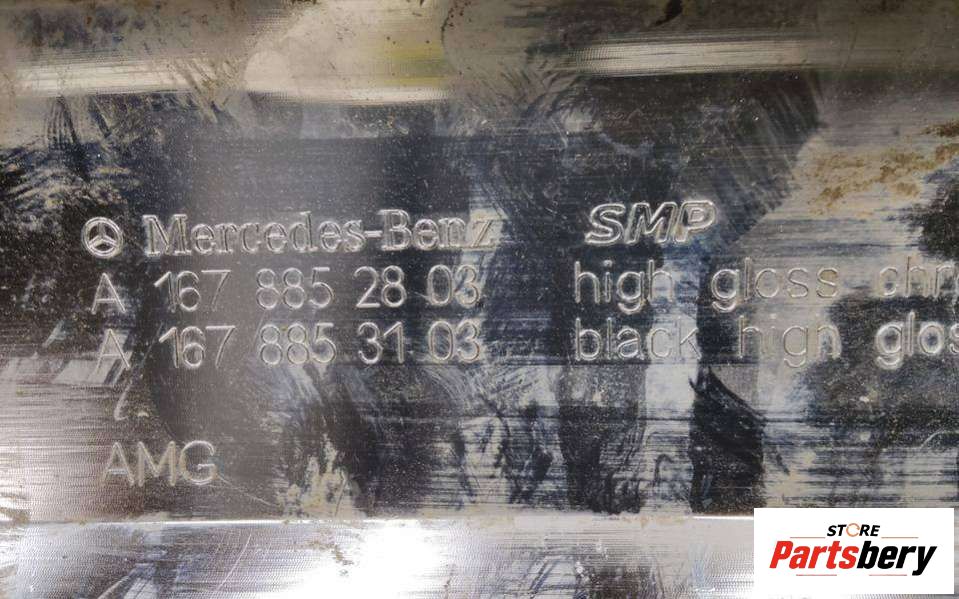 Mercedes-Benz SMP
A 167 885 28 03 high gloss
A 167 885 31 03 black high
AMG
STORE
Partsbery